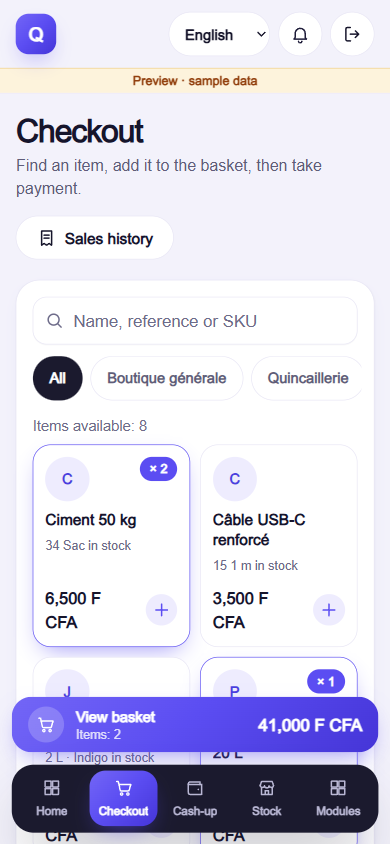 Q
English
Preview · sample data
Checkout
Find an item, add it to the basket, then take
payment.
Sales history
Name, reference or SKU
All
Boutique générale
Quincaillerie
Items available: 8
C
× 2
Ciment 50 kg
34 Sac in stock
6,500 F
CFA
C
Câble USB-C
renforcé
15 1 m in stock
3,500 F
CFA
J
P
× 1
View basket
Items: 2
41,000 F CFA
2 L · Indigo in stock
20 L
Home
Checkout
Cash-up
Stock
Modules
CFA
CFA